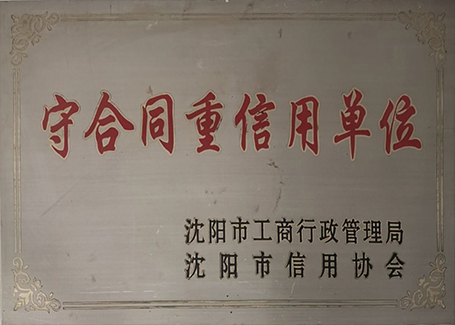 守合同重信用单位
沈阳市工商行政管理局
沈阳市信用协会